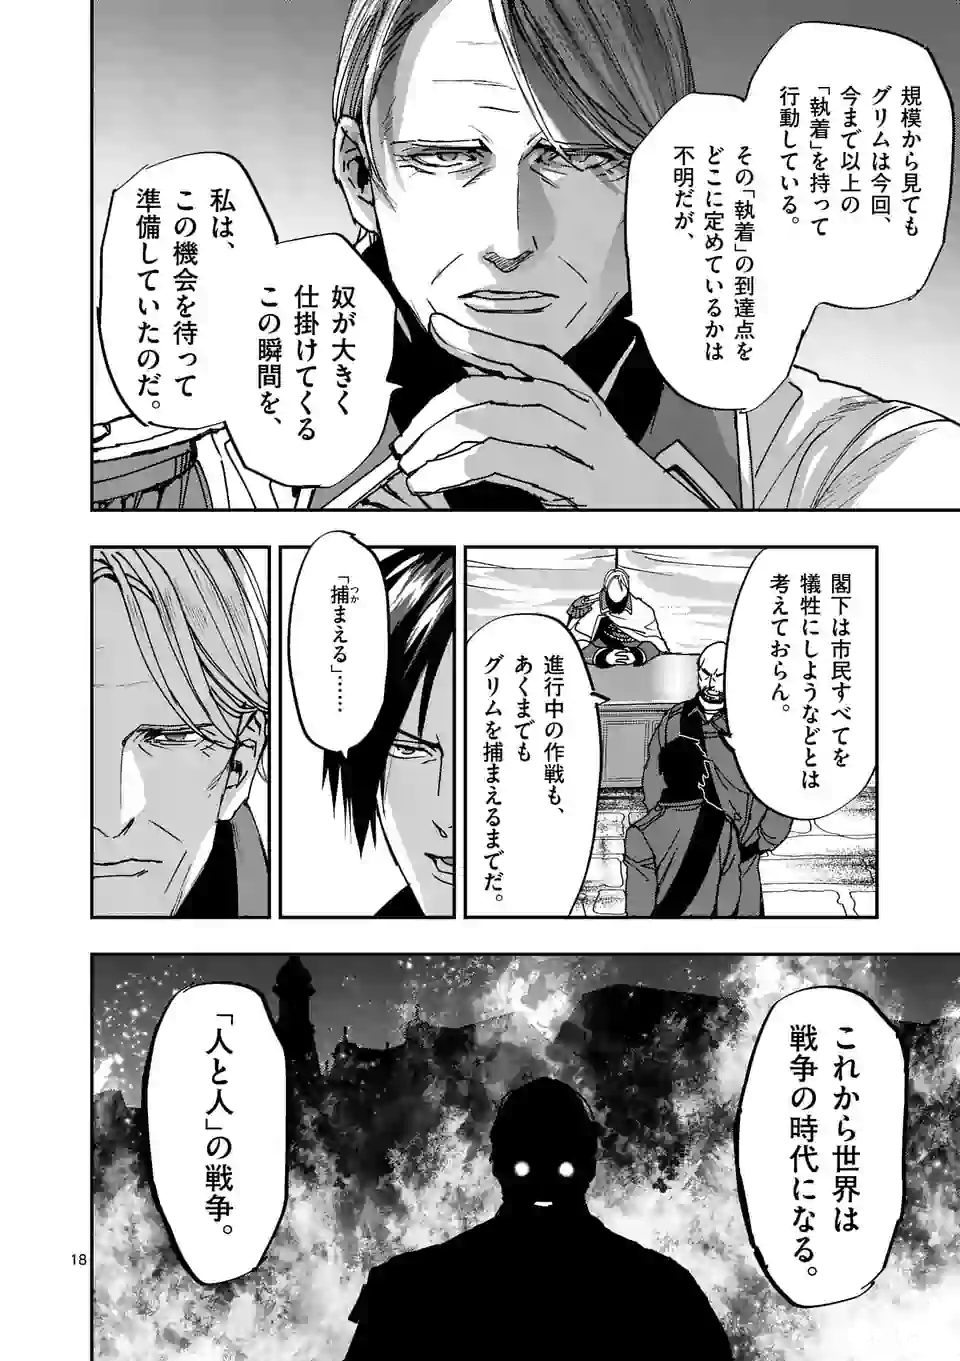 規模から見ても
グリムは今回、
今まで以上の
「執着」を持って
行動している。
その「執着」の到達点を
どこに定めているかは
不明だが、
奴が大きく
仕掛けてくる
この瞬間を、
私は、
この機会を待って
準備していたのだ。
閣下は市民すべてを
犠牲にしようなどとは
考えておらん。
進行中の作戦も、
あくまでも
グリムを捕まえるまでだ。
「捕まえる」……
つか
これから世界は
戦争の時代になる。
「人と人」の戦争。
18